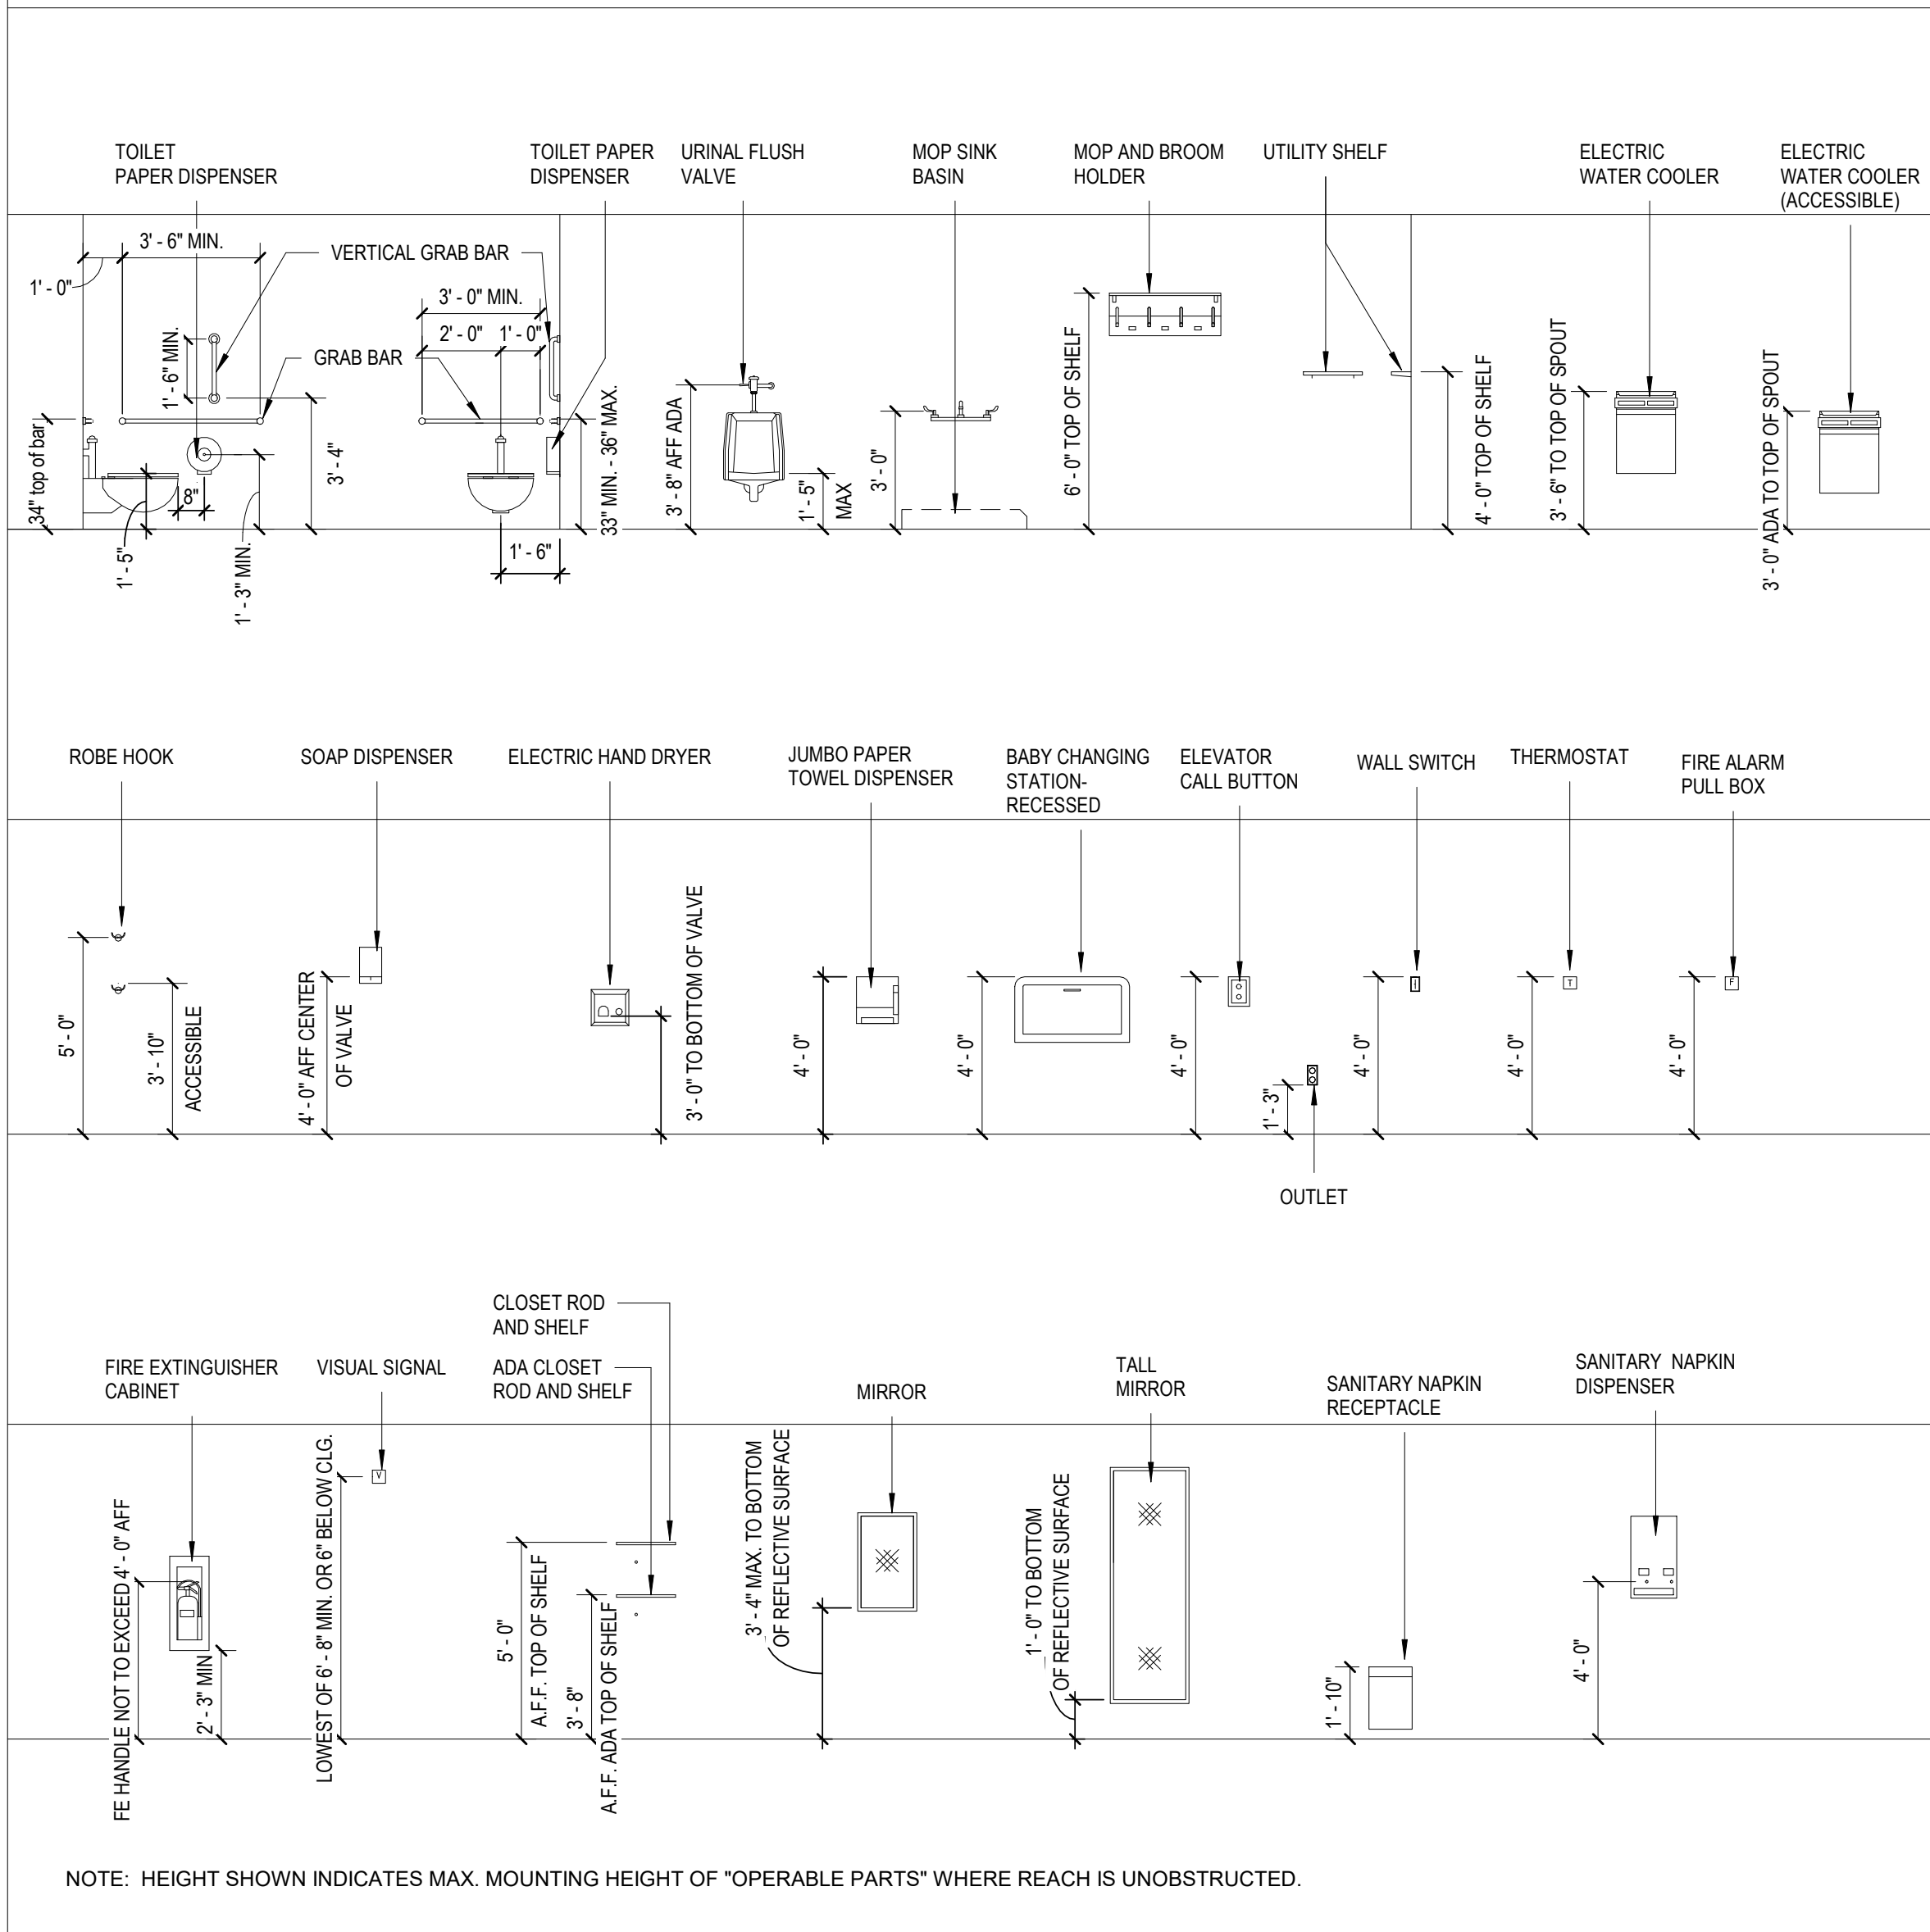 TOILET
PAPER DISPENSER
TOILET PAPER
DISPENSER
URINAL FLUSH
VALVE
MOP SINK
BASIN
MOP AND BROOM
HOLDER
UTILITY SHELF
ELECTRIC
WATER COOLER
ELECTRIC
WATER COOLER
(ACCESSIBLE)
3' - 6" MIN.
1' - 0"
VERTICAL GRAB BAR
3' - 0" MIN.
2' - 0"
1' - 0"
1' - 6" MIN.
GRAB BAR
34" top of bar
8"
3' - 4"
1' - 5"
1' - 3" MIN.
33" MIN. - 36" MAX.
1' - 6"
3' - 8" AFF ADA
1' - 5"
MAX
3' - 0"
6' - 0" TOP OF SHELF
4' - 0" TOP OF SHELF
3' - 6" TO TOP OF SPOUT
3' - 0" ADA TO TOP OF SPOUT
ROBE HOOK
SOAP DISPENSER
ELECTRIC HAND DRYER
JUMBO PAPER
TOWEL DISPENSER
BABY CHANGING
STATION-
RECESSED
ELEVATOR
CALL BUTTON
WALL SWITCH
THERMOSTAT
FIRE ALARM
PULL BOX
5' - 0"
3' - 10"
ACCESSIBLE
4' - 0" AFF CENTER
OF VALVE
3' - 0" TO BOTTOM OF VALVE
4' - 0"
4' - 0"
4' - 0"
1' - 3"
4' - 0"
T
4' - 0"
F
4' - 0"
OUTLET
CLOSET ROD
AND SHELF
FIRE EXTINGUISHER
CABINET
VISUAL SIGNAL
ADA CLOSET
ROD AND SHELF
MIRROR
TALL
MIRROR
SANITARY NAPKIN
RECEPTACLE
SANITARY NAPKIN
DISPENSER
FE HANDLE NOT TO EXCEED 4' - 0" AFF
2' - 3" MIN
V
LOWEST OF 6' - 8" MIN. OR 6" BELOW CLG.
5' - 0"
A.F.F. TOP OF SHELF
3' - 8"
A.F.F. ADA TOP OF SHELF
3' - 4" MAX. TO BOTTOM
OF REFLECTIVE SURFACE
1' - 0" TO BOTTOM
OF REFLECTIVE SURFACE
1' - 10"
4' - 0"
NOTE: HEIGHT SHOWN INDICATES MAX. MOUNTING HEIGHT OF "OPERABLE PARTS" WHERE REACH IS UNOBSTRUCTED.